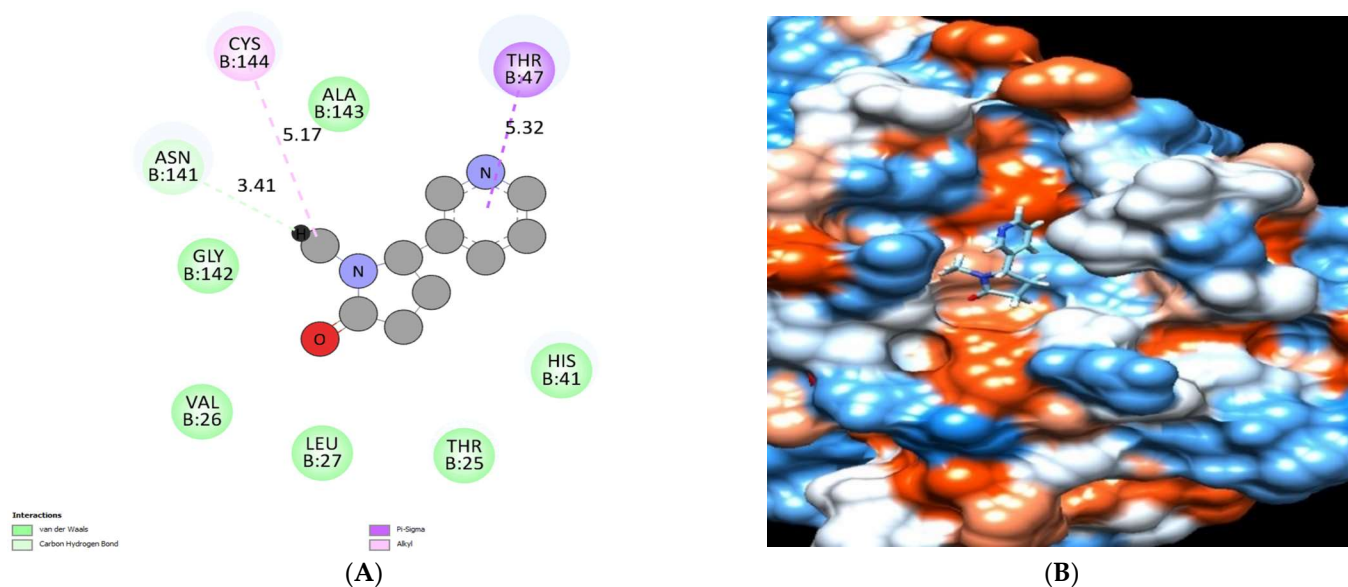 CYS
B:144
THR
B:47
ALA
B:143
5.17
5.32
ASN
B:141
3.41
N
H
GLY
B:142
N
O
HIS
B:41
VAL
B:26
LEU
B:27
THR
B:25
Interactions
van der Waals
Carbon Hydrogen Bond
Pi-Sigma
Alkyl
(A)
(B)